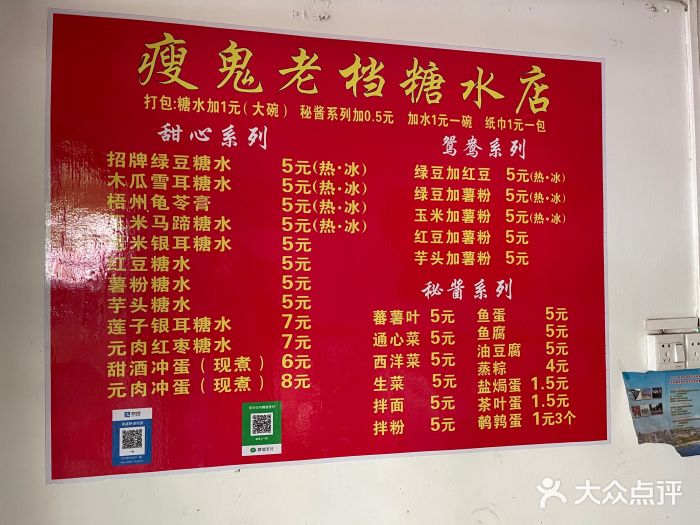 瘦鬼老档糖水店
打包:糖水加1元(大碗) 秘酱系列加0.5元 加水1元一碗 纸巾1元一包
甜心系列
招牌绿豆糖水 5元(热·冰)
木瓜雪耳糖水 5元(热·冰)
梧州龟苓膏 5元(热·冰)
米马蹄糖水 5元(热·冰)
米银耳糖水 5元
红豆糖水 5元
薯粉糖水 5元
芋头糖水 5元
莲子银耳糖水 7元
元肉红枣糖水 7元
甜酒冲蛋(现煮) 6元
元肉冲蛋(现煮) 8元
鸳鸯系列
绿豆加红豆 5元(热·冰)
绿豆加薯粉 5元(热·冰)
玉米加薯粉 5元(热·冰)
红豆加薯粉 5元
芋头加薯粉 5元
秘酱系列
蕃薯叶 5元
通心菜 5元
西洋菜 5元
生菜 5元
拌面 5元
拌粉 5元
鱼蛋 5元
鱼腐 5元
油豆腐 5元
蒸粽 4元
盐焗蛋 1.5元
茶叶蛋 1.5元
鹌鹑蛋 1元3个
大众点评